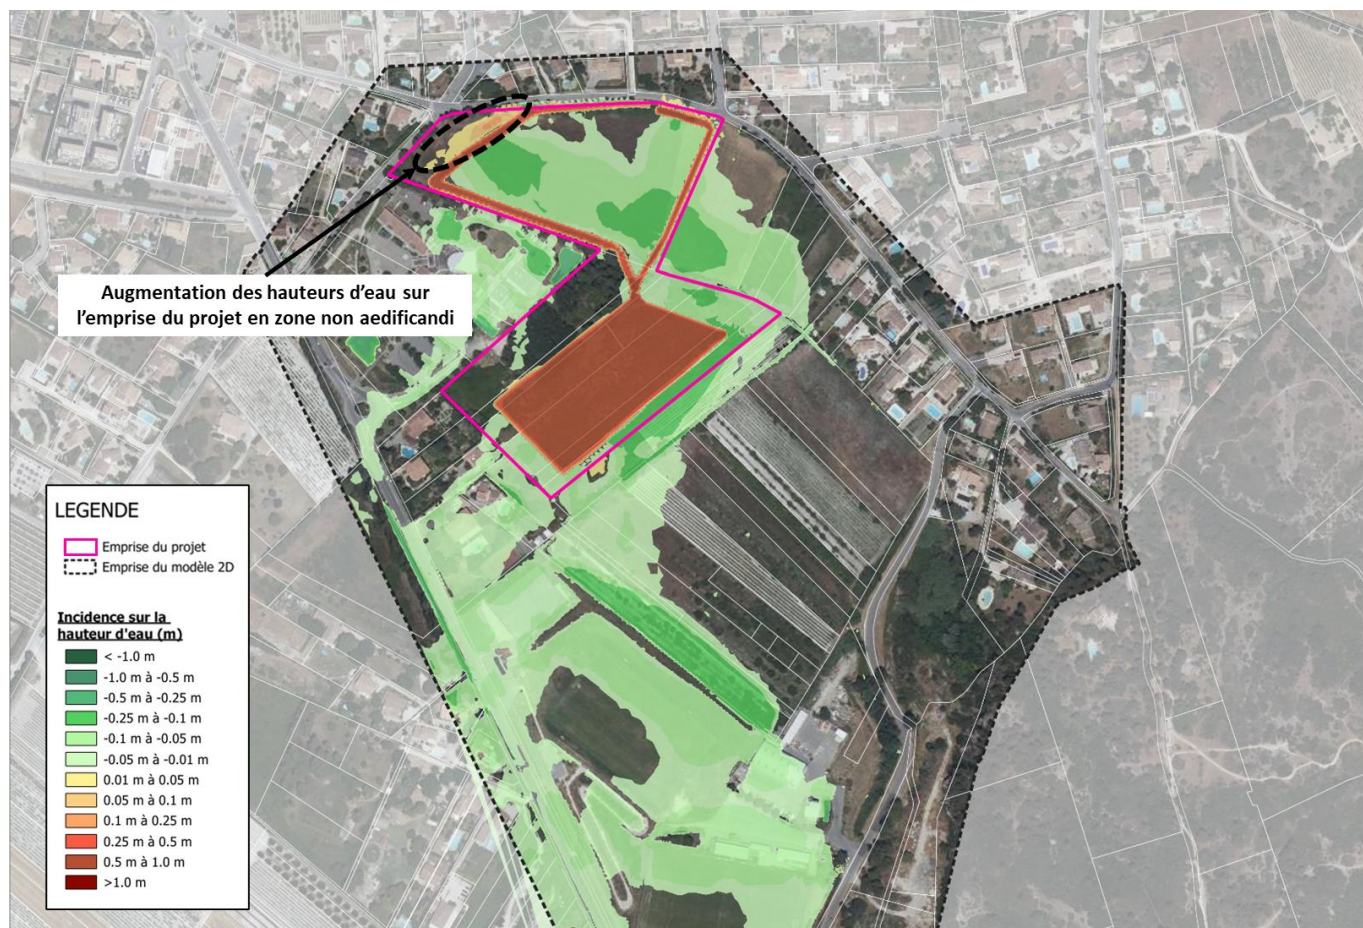 Augmentation des hauteurs d'eau sur
l'emprise du projet en zone non aedificandi
LEGENDE
Emprise du projet
Emprise du modèle 2D
Incidence sur la
hauteur d'eau (m)
< -1.0 m
-1.0 m à -0.5 m
-0.5 m à -0.25 m
-0.25 m à -0.1 m
-0.1 m à -0.05 m
-0.05 m à -0.01 m
0.01 m à 0.05 m
0.05 m à 0.1 m
0.1 m à 0.25 m
0.25 m à 0.5 m
0.5 m à 1.0 m
>1.0 m